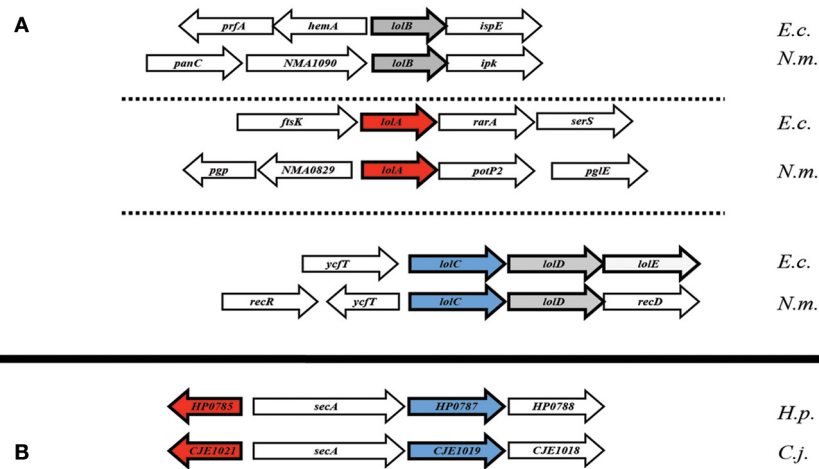 A
prfA hemA lolB ispE E.c.
panC NMA1090 lolB ipk N.m.
ftsK lolA rarA serS E.c.
pgp NMA0829 lolA potP2 pglE N.m.
ycfT lolC lolD lolE E.c.
recR ycfT lolC lolD recD N.m.
HP0785 secA HP0787 HP0788 H.p.
B CJE1021 secA CJE1019 CJE1018 C.j.